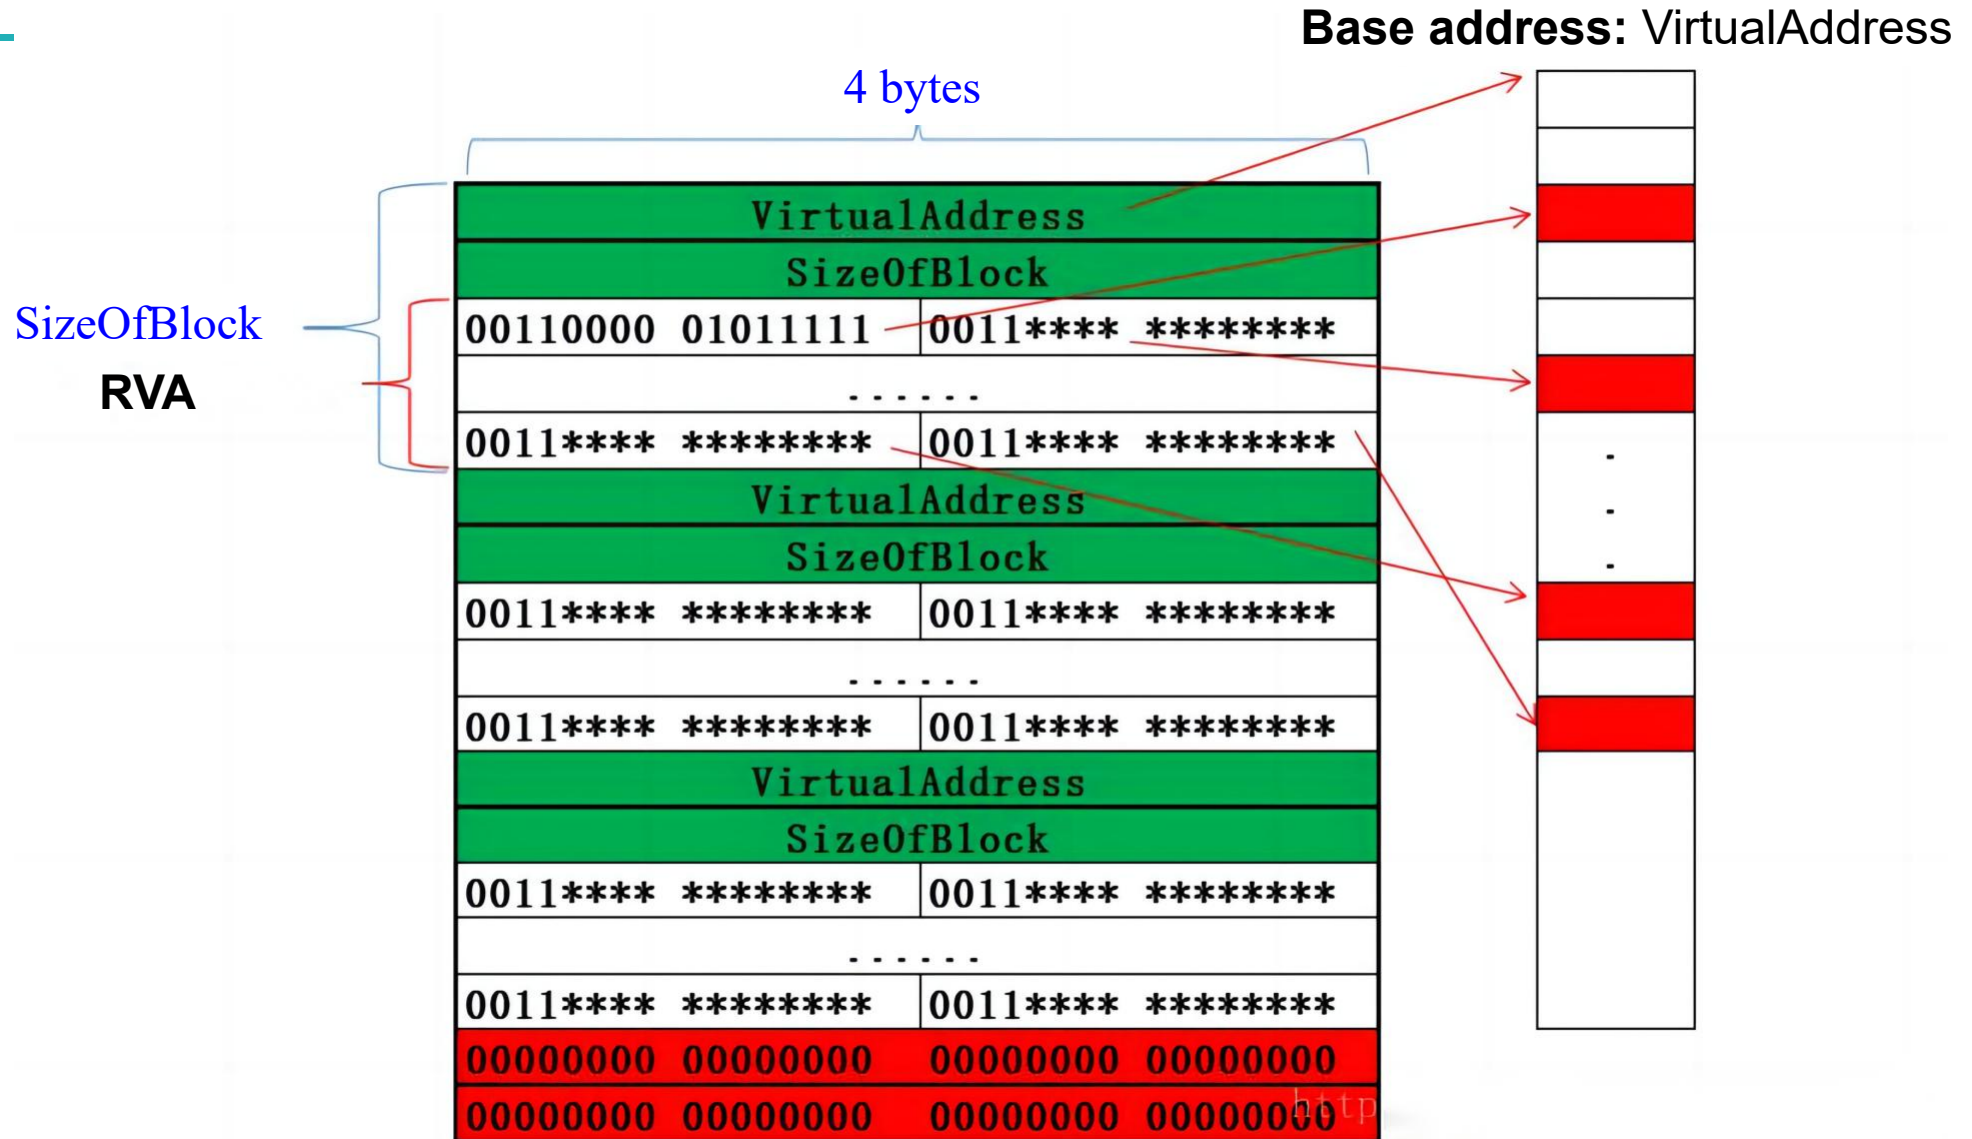 Base address: VirtualAddress
4 bytes
VirtualAddress
SizeOfBlock
SizeOfBlock
RVA
00110000 01011111 0011**** ********
------
0011**** ******** 0011**** ********
VirtualAddress
SizeOfBlock
0011**** ******** 0011**** ********
------
0011**** ******** 0011**** ********
VirtualAddress
SizeOfBlock
0011**** ******** 0011**** ********
------
0011**** ******** 0011**** ********
00000000 00000000 00000000 00000000
00000000 00000000 00000000 00000000
http